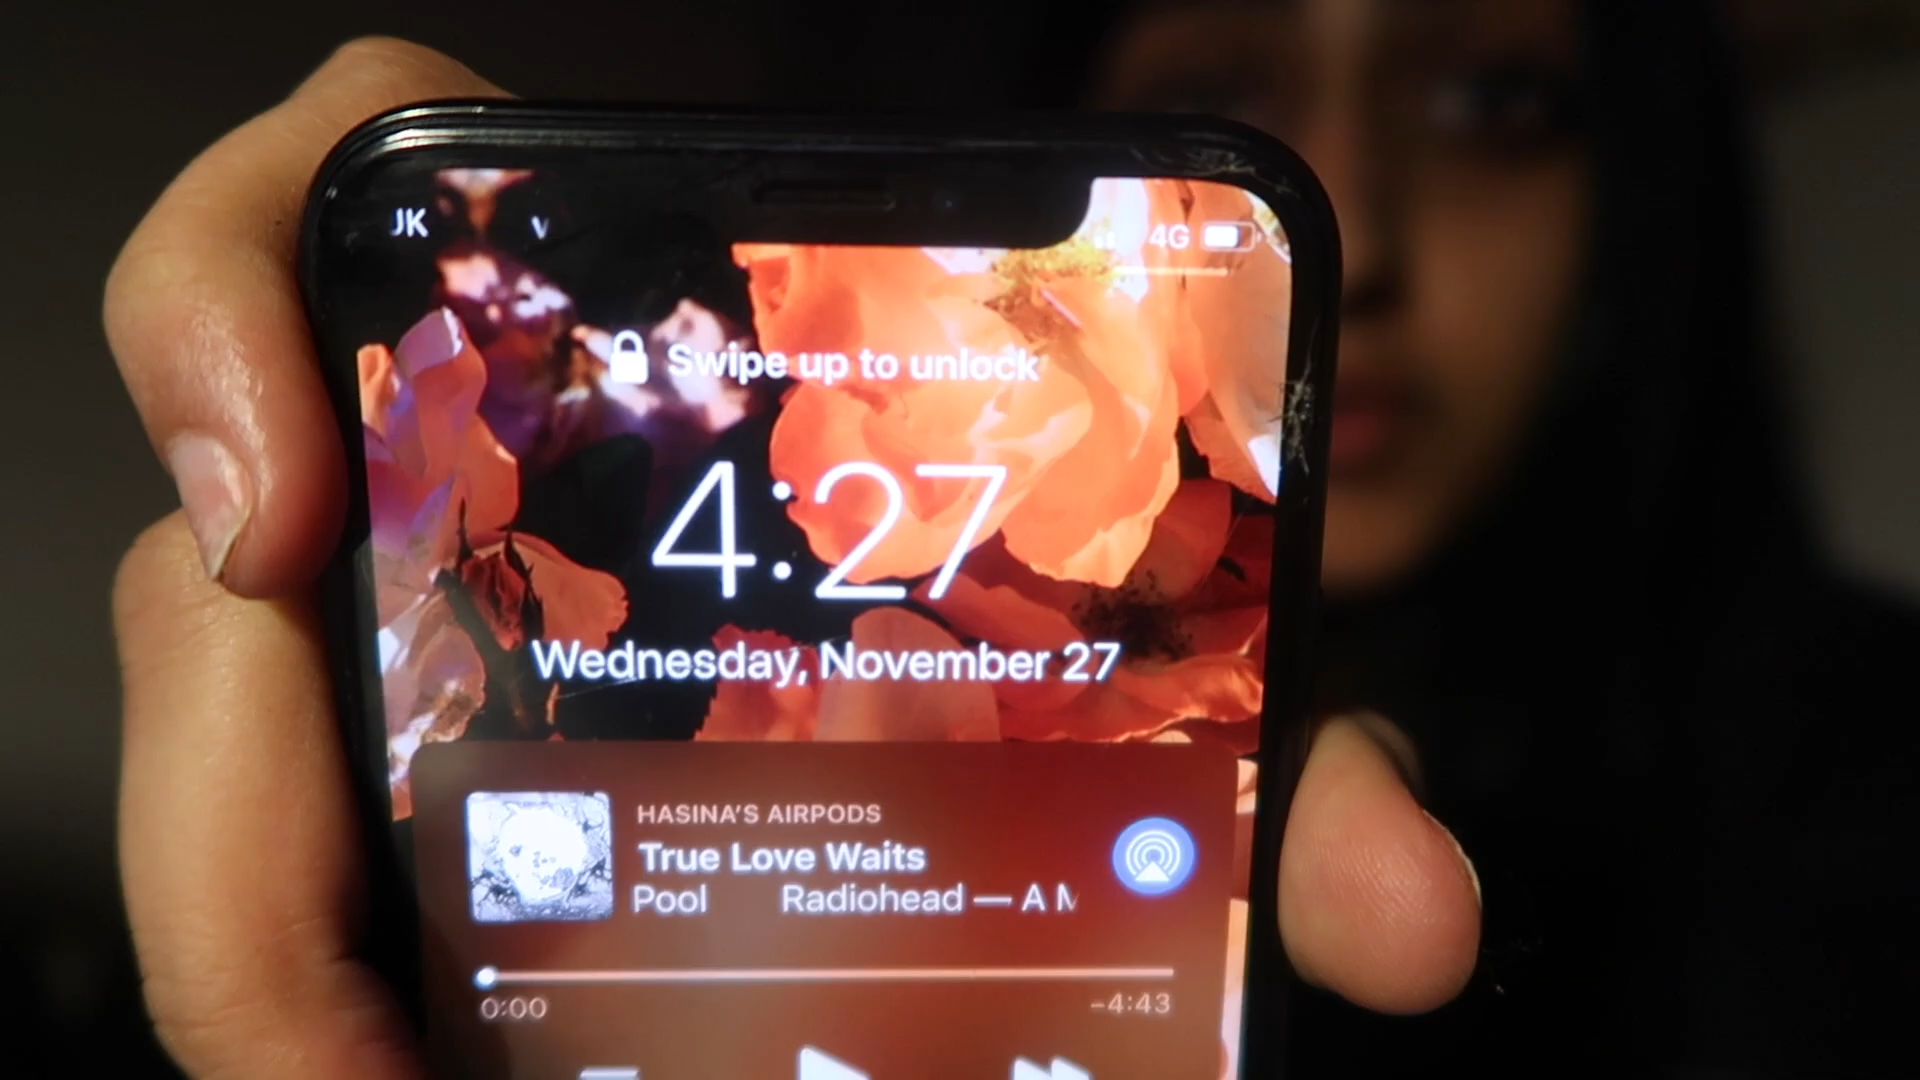 4G
Swipe up to unlock
4:27
Wednesday, November 27
HASINA'S AIRPODS
True Love Waits
Pool Radiohead — A
0:00 -4:43